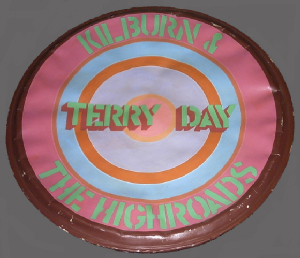 KILBURN &
TERRY DAY
THE HIGHROADS